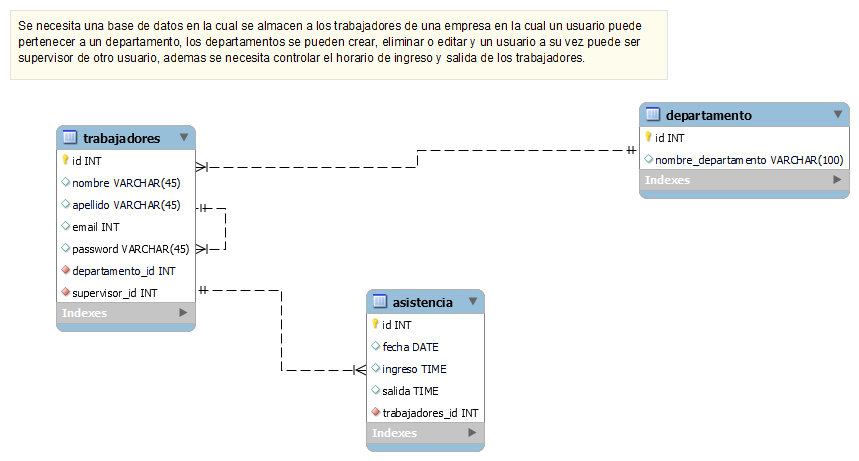 Se necesita una base de datos en la cual se almacen a los trabajadores de una empresa en la cual un usuario puede
pertenecer a un departamento, los departamentos se pueden crear, eliminar o editar y un usuario a su vez puede ser
supervisor de otro usuario, ademas se necesita controlar el horario de ingreso y salida de los trabajadores.
trabajadores
id INT
nombre VARCHAR(45)
apellido VARCHAR(45)
email INT
password VARCHAR(45)
departamento_id INT
supervisor_id INT
Indexes
departamento
id INT
nombre_departamento VARCHAR(100)
Indexes
asistencia
id INT
fecha DATE
ingreso TIME
salida TIME
trabajadores_id INT
Indexes